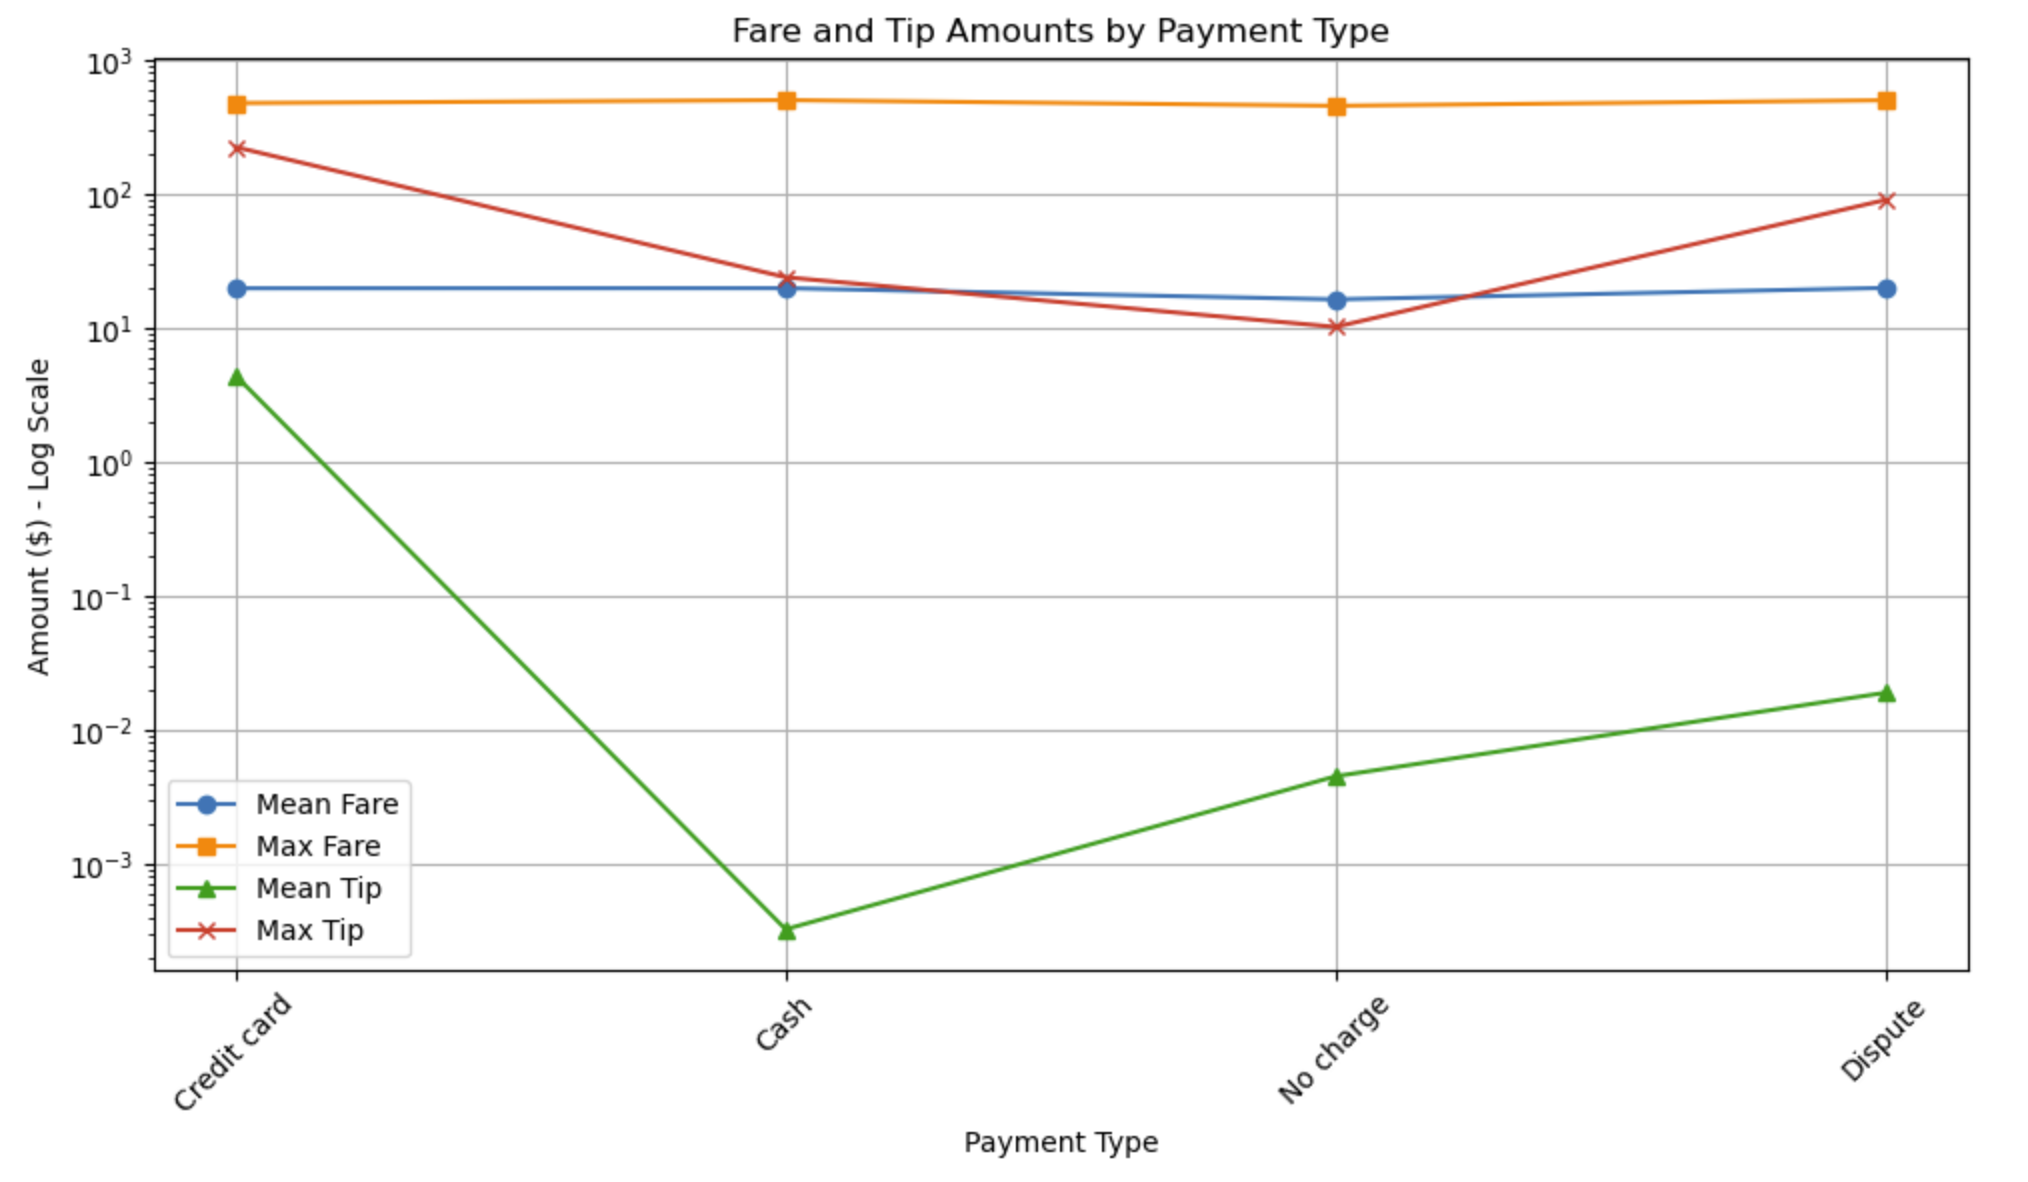 Fare and Tip Amounts by Payment Type
Amount ($) - Log Scale
10³
10²
10¹
10⁰
10⁻¹
10⁻²
10⁻³
Mean Fare
Max Fare
Mean Tip
Max Tip
Credit card
Cash
No charge
Dispute
Payment Type